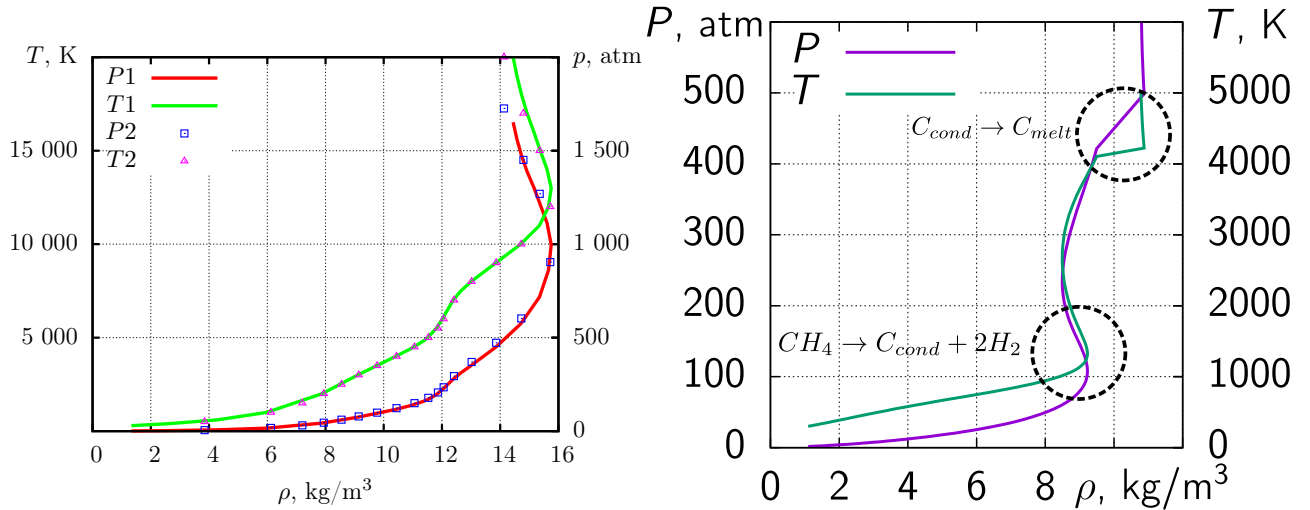 T, K
p, atm
P1
T1
P2
T2
15 000
10 000
5 000
1 500
1 000
500
0
0 2 4 6 8 10 12 14 16
ρ, kg/m³
P, atm
T, K
P
T
500
400
300
200
100
0
5000
4000
3000
2000
1000
0
C_cond → C_melt
CH₄ → C_cond + 2H₂
0 2 4 6 8 ρ, kg/m³